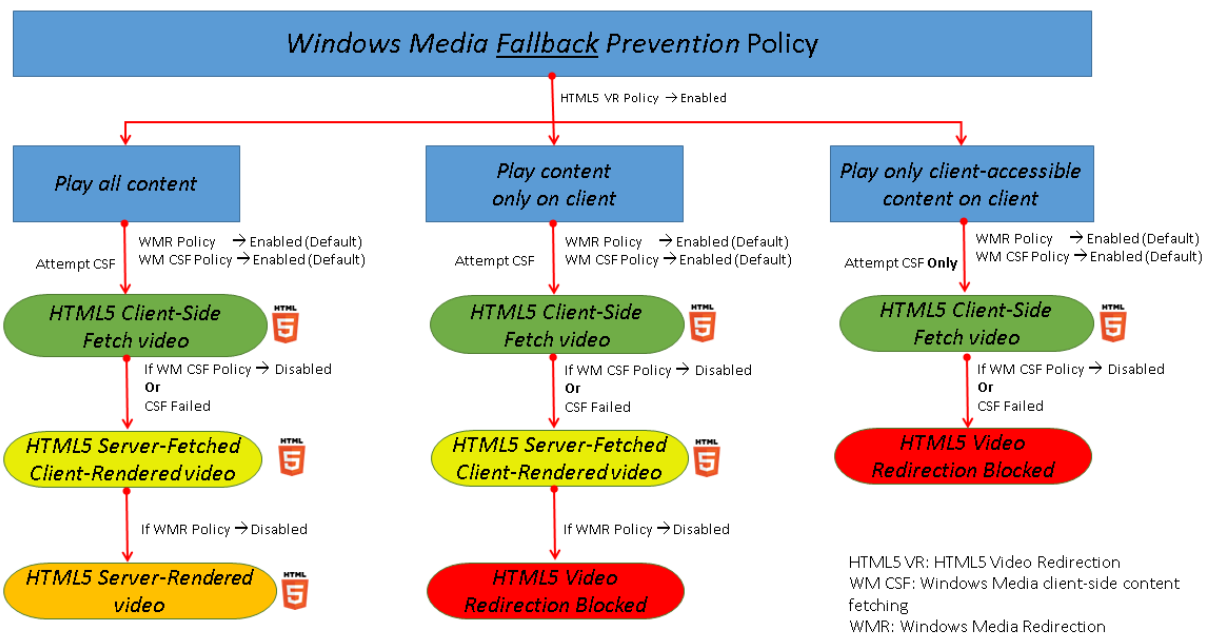 Windows Media Fallback Prevention Policy
HTML5 VR Policy → Enabled
Play all content
WMR Policy → Enabled (Default)
WM CSF Policy → Enabled (Default)
Attempt CSF
HTML5 Client-Side
Fetch video
HTML
5
If WM CSF Policy → Disabled
Or
CSF Failed
HTML5 Server-Fetched
Client-Rendered video
HTML
5
If WMR Policy → Disabled
HTML5 Server-Rendered
video
HTML
5
Play content
only on client
WMR Policy → Enabled (Default)
WM CSF Policy → Enabled (Default)
Attempt CSF
HTML5 Client-Side
Fetch video
HTML
5
If WM CSF Policy → Disabled
Or
CSF Failed
HTML5 Server-Fetched
Client-Rendered video
HTML
5
If WMR Policy → Disabled
HTML5 Video
Redirection Blocked
Play only client-accessible
content on client
WMR Policy → Enabled (Default)
WM CSF Policy → Enabled (Default)
Attempt CSF Only
HTML5 Client-Side
Fetch video
HTML
5
If WM CSF Policy → Disabled
Or
CSF Failed
HTML5 Video
Redirection Blocked
HTML5 VR: HTML5 Video Redirection
WM CSF: Windows Media client-side content
fetching
WMR: Windows Media Redirection